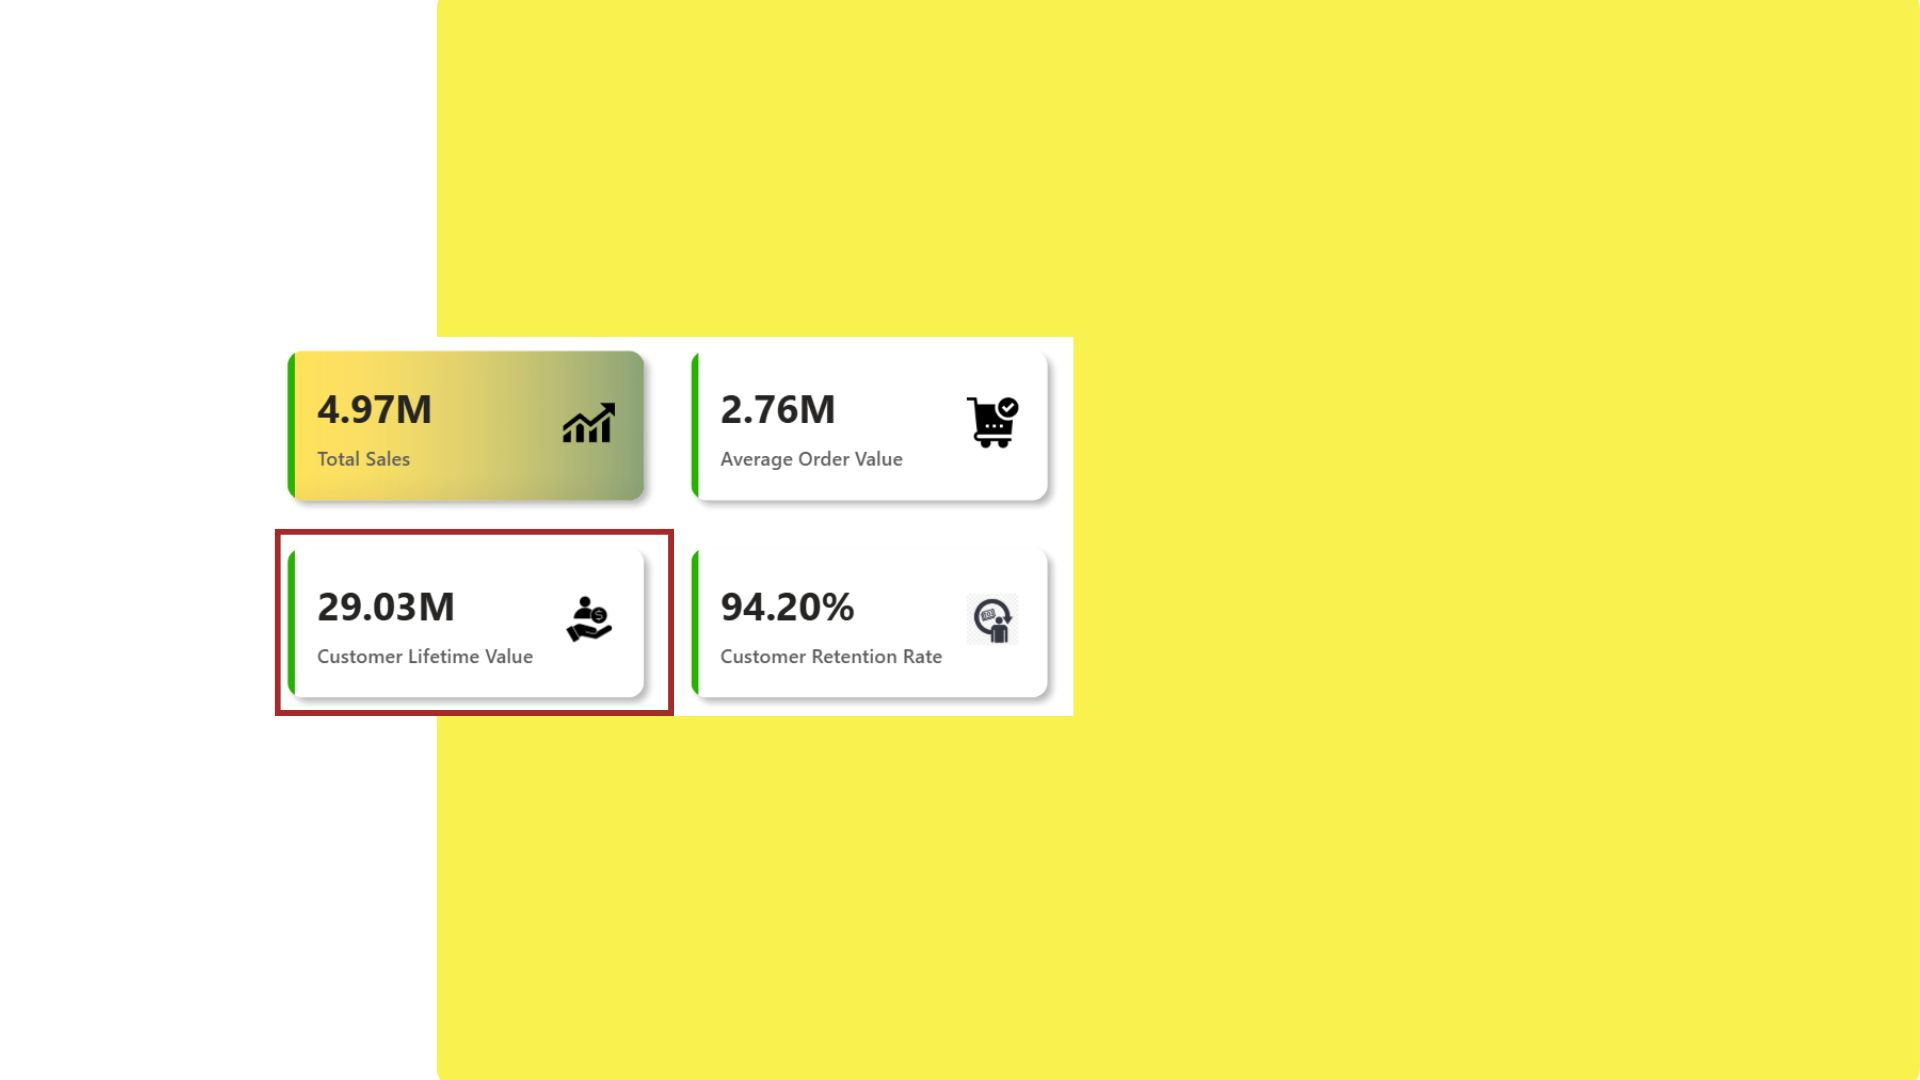 4.97M
Total Sales
2.76M
Average Order Value
29.03M
Customer Lifetime Value
94.20%
Customer Retention Rate